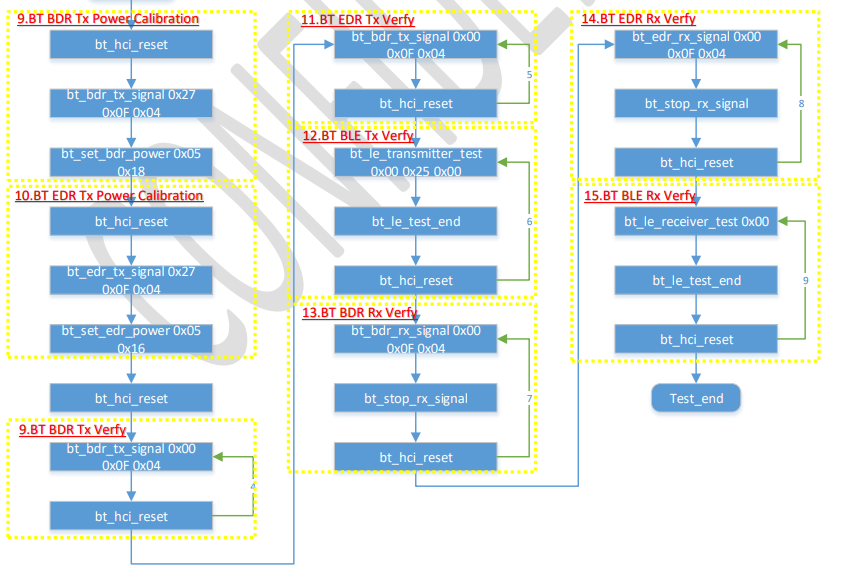 9.BT BDR Tx Power Calibration
bt_hci_reset
bt_bdr_tx_signal 0x27
0x0F 0x04
bt_set_bdr_power 0x05
0x18
10.BT EDR Tx Power Calibration
bt_hci_reset
bt_edr_tx_signal 0x27
0x0F 0x04
bt_set_edr_power 0x05
0x16
bt_hci_reset
9.BT BDR Tx Verfy
bt_bdr_tx_signal 0x00
0x0F 0x04
4
bt_hci_reset
11.BT EDR Tx Verfy
bt_bdr_tx_signal 0x00
0x0F 0x04
5
bt_hci_reset
12.BT BLE Tx Verfy
bt_le_transmitter_test
0x00 0x25 0x00
bt_le_test_end
6
bt_hci_reset
13.BT BDR Rx Verfy
bt_bdr_rx_signal 0x00
0x0F 0x04
bt_stop_rx_signal
7
bt_hci_reset
14.BT EDR Rx Verfy
bt_edr_rx_signal 0x00
0x0F 0x04
bt_stop_rx_signal
8
bt_hci_reset
15.BT BLE Rx Verfy
bt_le_receiver_test 0x00
bt_le_test_end
9
bt_hci_reset
Test_end